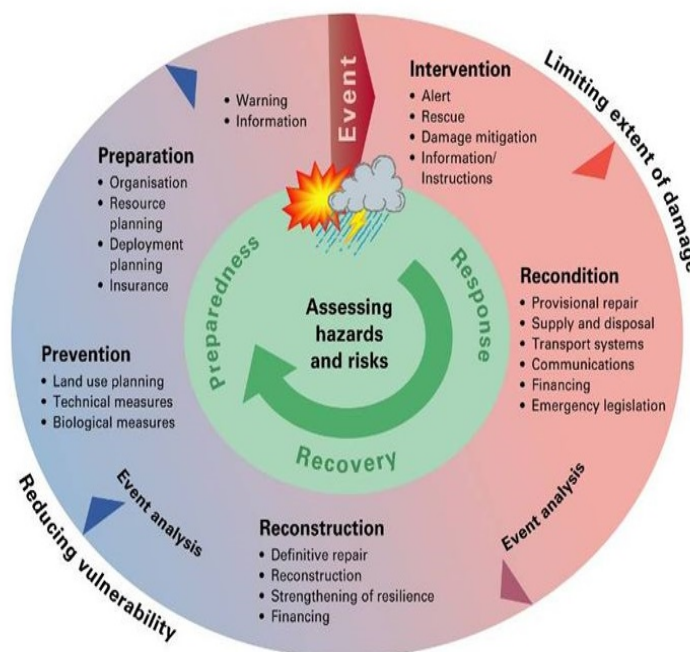 Event
Intervention
• Alert
• Rescue
• Damage mitigation
• Information/
Instructions
Limiting extent of damage
Recondition
• Provisional repair
• Supply and disposal
• Transport systems
• Communications
• Financing
• Emergency legislation
Event analysis
Reconstruction
• Definitive repair
• Reconstruction
• Strengthening of resilience
• Financing
Event analysis
Reducing vulnerability
Prevention
• Land use planning
• Technical measures
• Biological measures
Preparation
• Organisation
• Resource
planning
• Deployment
planning
• Insurance
• Warning
• Information
Preparedness
Response
Recovery
Assessing
hazards
and risks